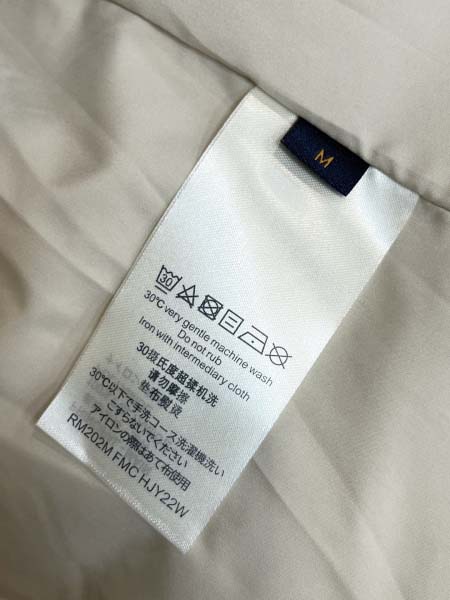 M
30
30℃ very gentle machine wash
Do not rub
Iron with intermediary cloth
30摄氏度超揉机洗
请勿摩擦
垫布熨烫
30℃以下で手洗コース洗濯機洗い
こすらないでください
アイロンの際はあて布使用
RM202M FMC HJY22W